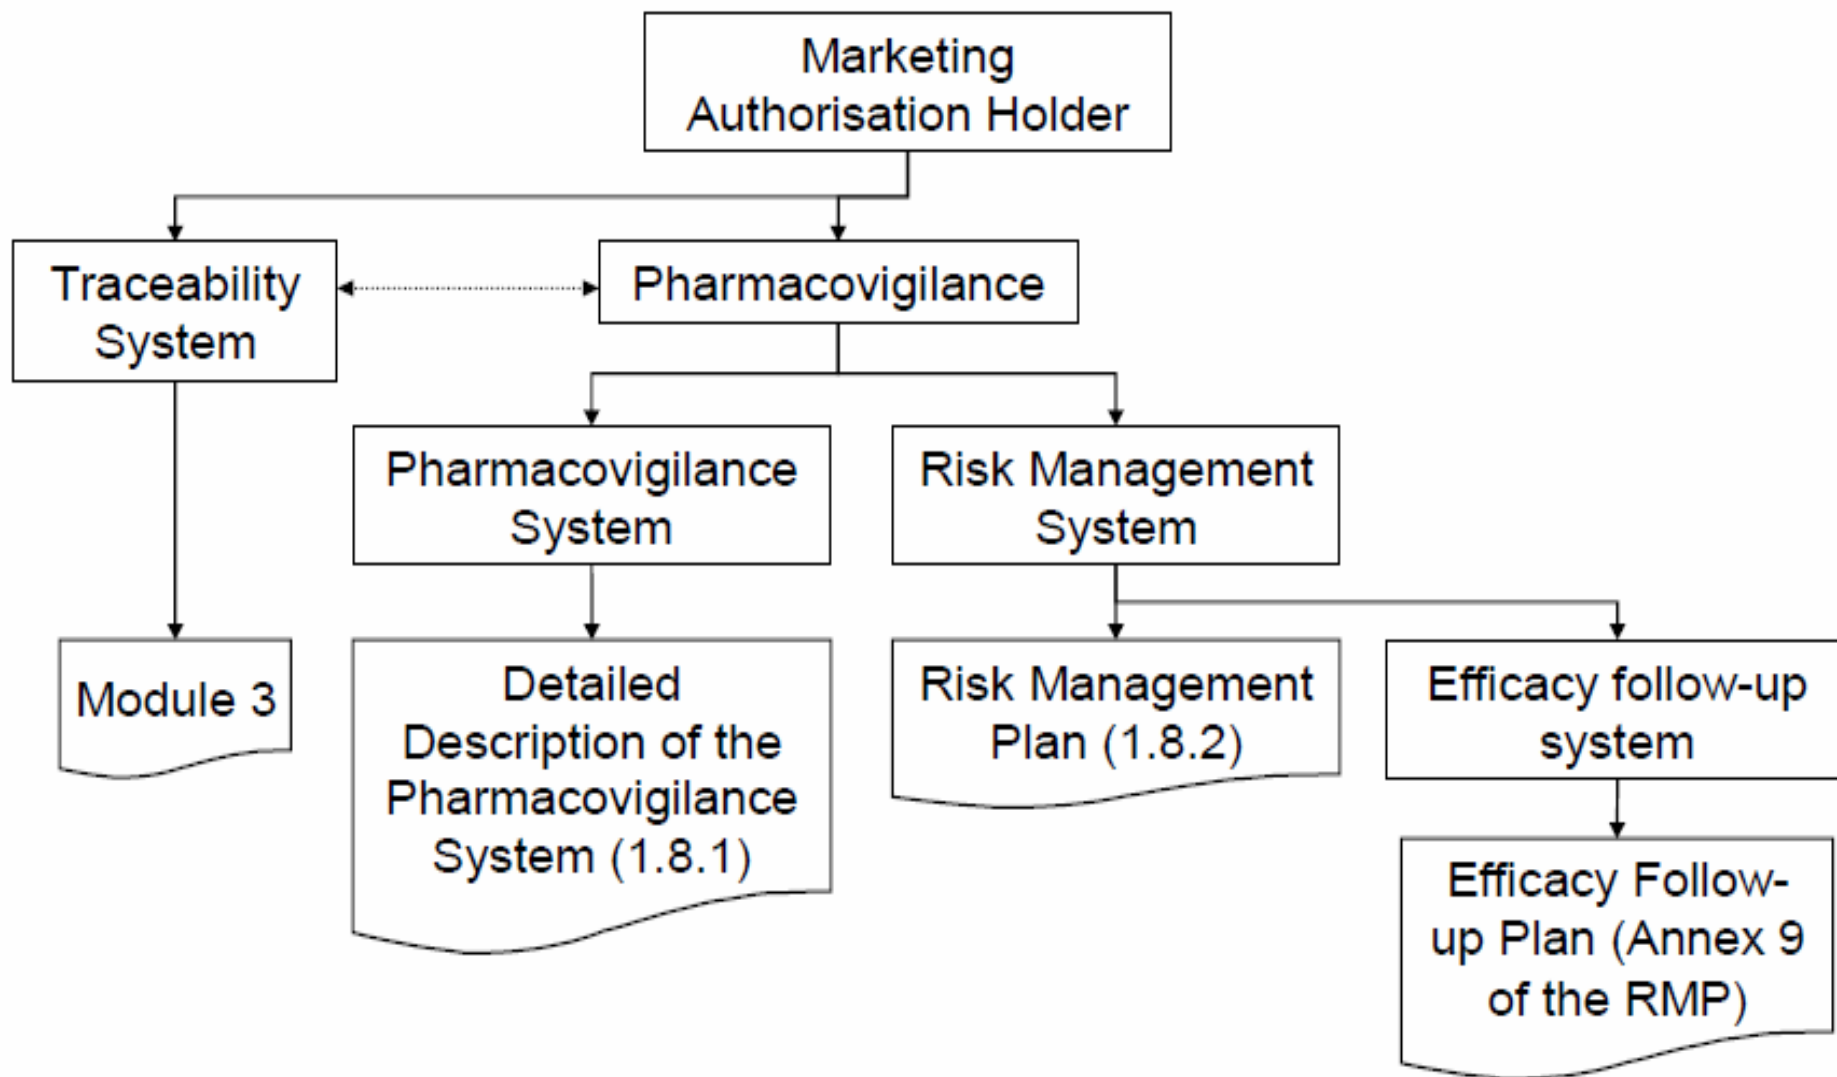 Marketing
Authorisation Holder
Traceability
System
Pharmacovigilance
Pharmacovigilance
System
Risk Management
System
Module 3
Detailed
Description of the
Pharmacovigilance
System (1.8.1)
Risk Management
Plan (1.8.2)
Efficacy follow-up
system
Efficacy Follow-
up Plan (Annex 9
of the RMP)